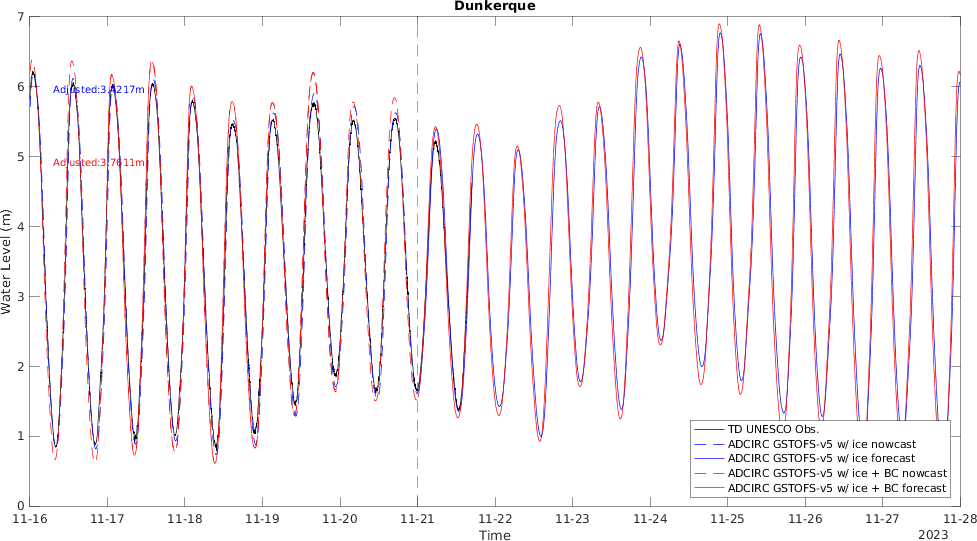 Dunkerque
7
6
5
4
3
2
1
0
Water Level (m)
Adjusted:3.4217m
Adjusted:3.7611m
TD UNESCO Obs.
ADCIRC GSTOFS-v5 w/ ice nowcast
ADCIRC GSTOFS-v5 w/ ice forecast
ADCIRC GSTOFS-v5 w/ ice + BC nowcast
ADCIRC GSTOFS-v5 w/ ice + BC forecast
11-16 11-17 11-18 11-19 11-20 11-21 11-22 11-23 11-24 11-25 11-26 11-27 11-28
Time
2023